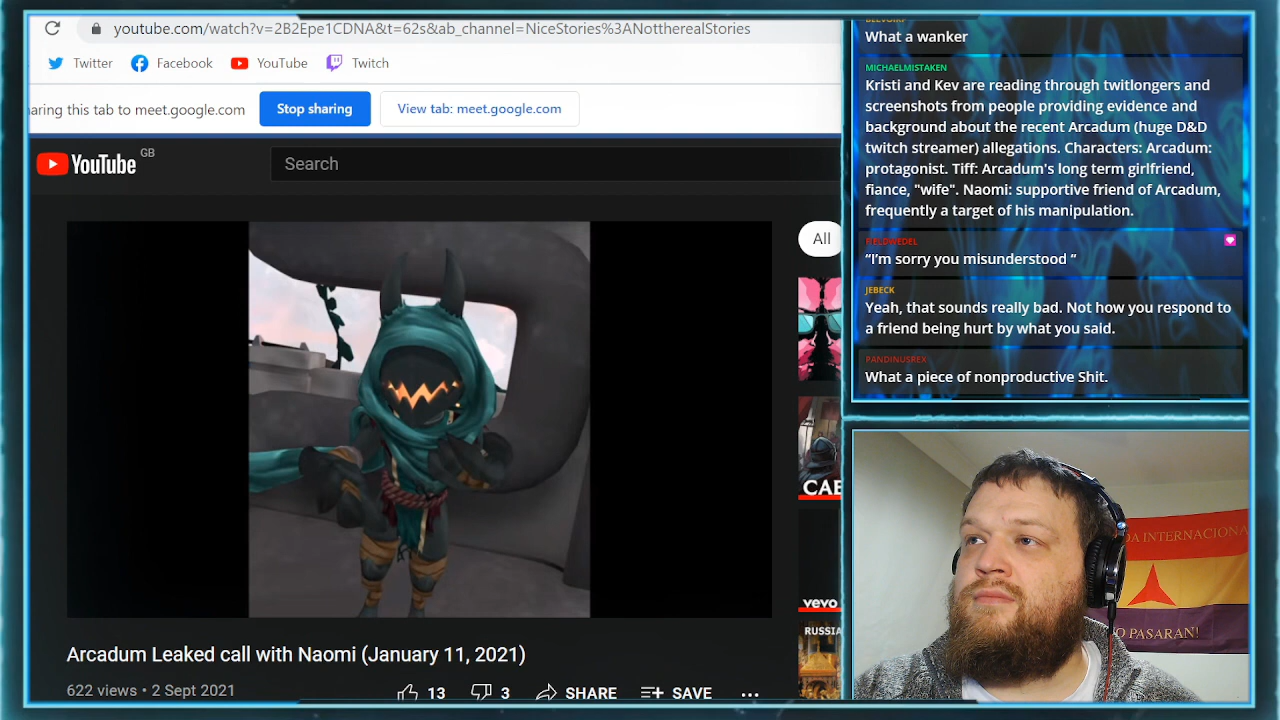 youtube.com/watch?v=2B2Epe1CDNA&t=62s&ab_channel=NiceStories%3ANottherealStories
Twitter
Facebook
YouTube
Twitch
aring this tab to meet.google.com
Stop sharing
View tab: meet.google.com
YouTube
GB
Search
All
CAE
vevo
RUSSIA
Arcadum Leaked call with Naomi (January 11, 2021)
622 views • 2 Sept 2021
13
3
SHARE
SAVE
What a wanker
MICHAELMISTAKEN
Kristi and Kev are reading through twitlongers and
screenshots from people providing evidence and
background about the recent Arcadum (huge D&D
twitch streamer) allegations. Characters: Arcadum:
protagonist. Tiff: Arcadum's long term girlfriend,
fiance, "wife". Naomi: supportive friend of Arcadum,
frequently a target of his manipulation.
FIELDWEDEL
“I’m sorry you misunderstood “
JEBECK
Yeah, that sounds really bad. Not how you respond to
a friend being hurt by what you said.
PANDINUSREX
What a piece of nonproductive Shit.
DA INTERNACIONA
O PASARAN!